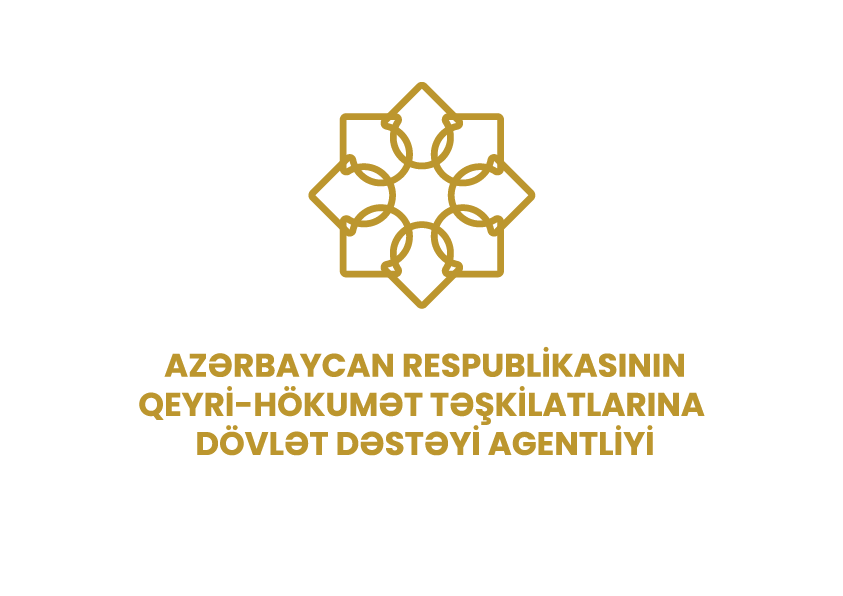 AZƏRBAYCAN RESPUBLİKASININ
QEYRİ-HÖKUMƏT TƏŞKİLATLARINA
DÖVLƏT DƏSTƏYİ AGENTLİYİ